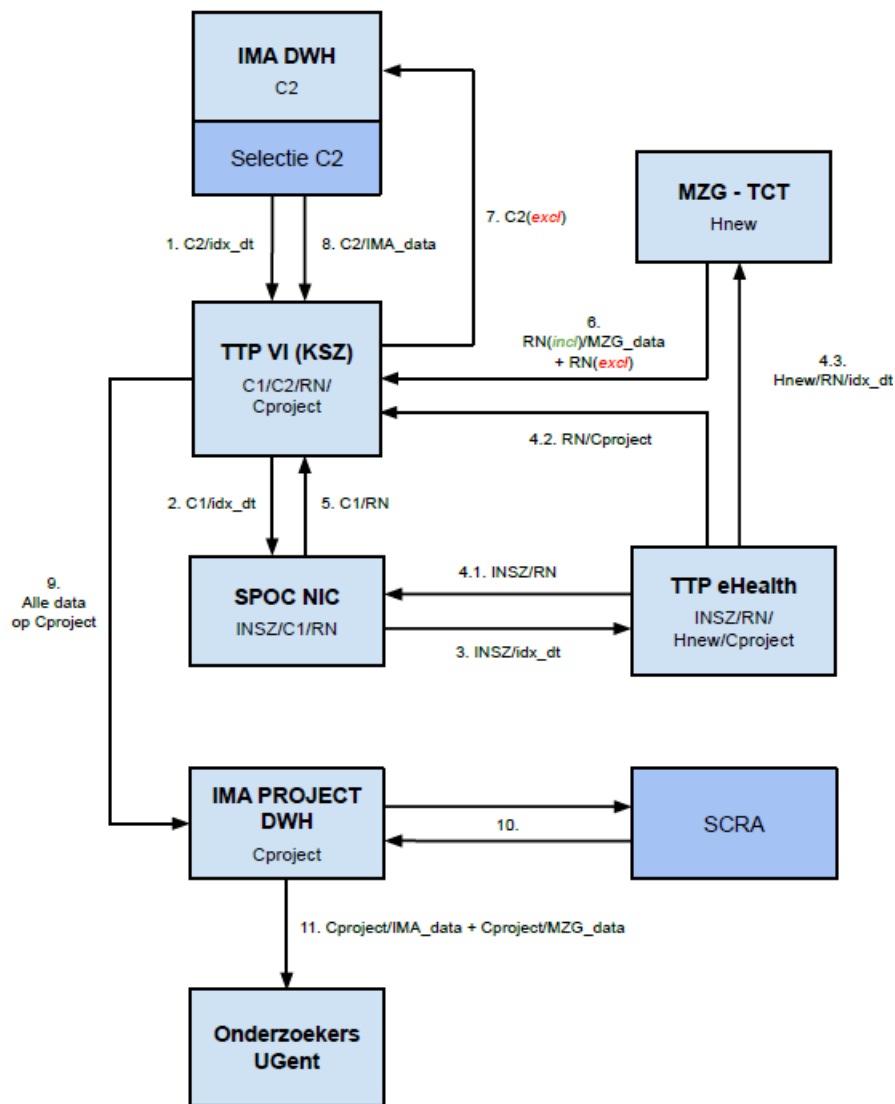 IMA DWH
C2
Selectie C2
1. C2/idx_dt
8. C2/IMA_data
7. C2(excl)
MZG - TCT
Hnew
6.
RN(incl)/MZG_data
+ RN(excl)
4.3.
Hnew/RN/idx_dt
TTP VI (KSZ)
C1/C2/RN/
Cproject
4.2. RN/Cproject
2. C1/idx_dt
5. C1/RN
9.
Alle data
op Cproject
SPOC NIC
INSZ/C1/RN
4.1. INSZ/RN
3. INSZ/idx_dt
TTP eHealth
INSZ/RN/
Hnew/Cproject
IMA PROJECT
DWH
Cproject
10.
SCRA
11. Cproject/IMA_data + Cproject/MZG_data
Onderzoekers
UGent